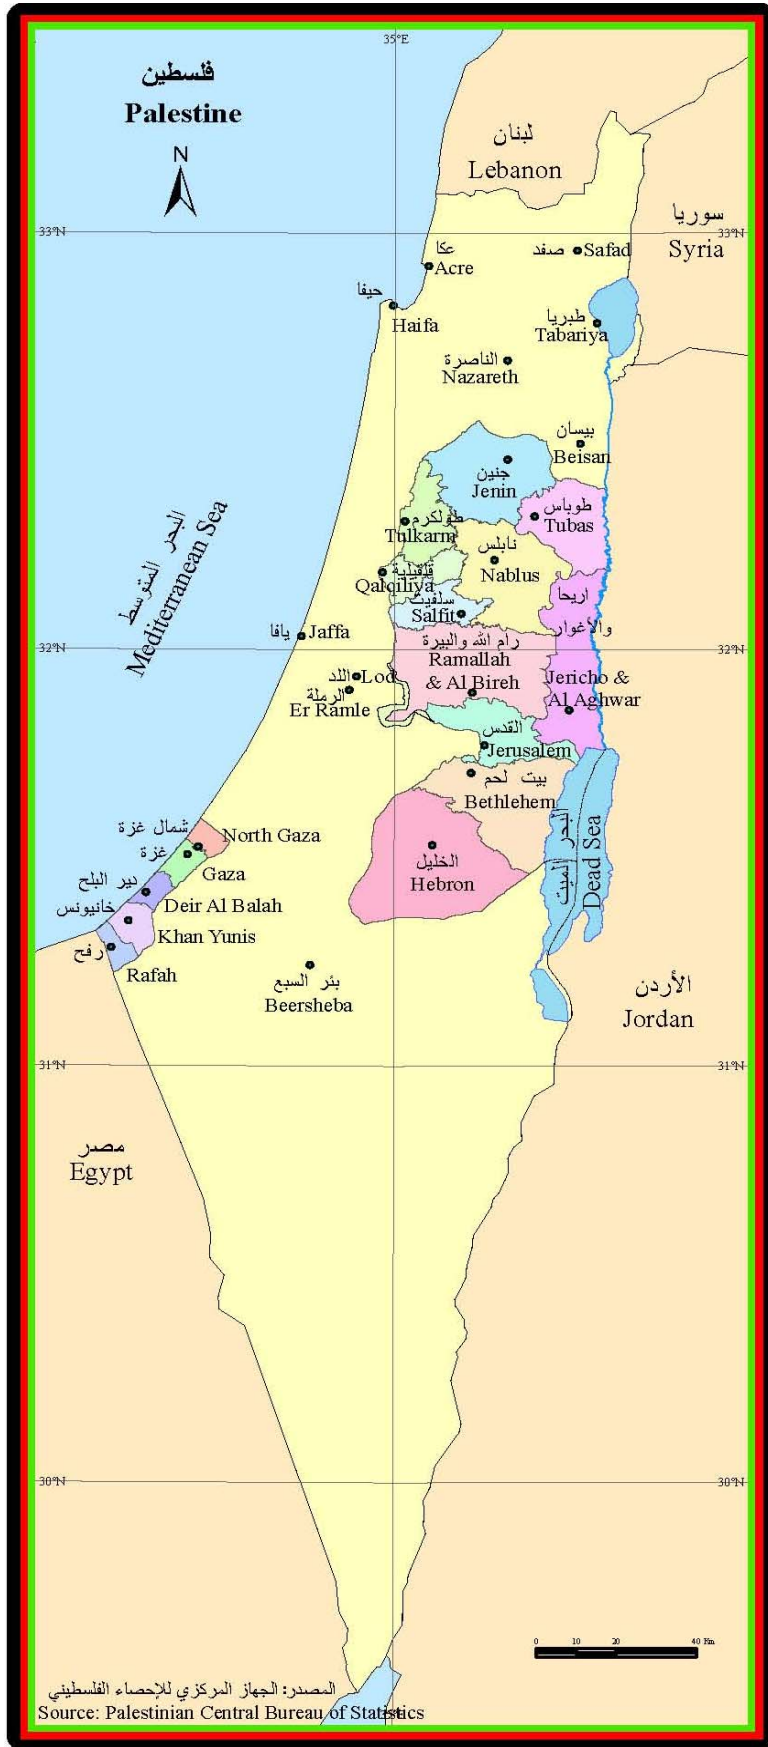 35°E
فلسطين
Palestine
N
لبنان
Lebanon
سوريا
Syria
33°N
33°N
عكا
Acre
صفد Safad
حيفا
Haifa
طبريا
Tabariya
الناصرة
Nazareth
بيسان
Beisan
جنين
Jenin
طوباس
Tubas
طولكرم
Tulkarm
نابلس
Nablus
قلقيلية
Qalqiliya
سلفيت
Salfit
اريحا
والأغوار
Jericho &
Al Aghwar
البحر المتوسط
Mediterranean Sea
يافا Jaffa
32°N
32°N
رام الله والبيرة
Ramallah
& Al Bireh
اللد Lod
الرملة
Er Ramle
القدس
Jerusalem
بيت لحم
Bethlehem
البحر الميت
Dead Sea
الخليل
Hebron
شمال غزة
North Gaza
غزة
Gaza
دير البلح
Deir Al Balah
خانيونس
Khan Yunis
رفح
Rafah
بئر السبع
Beersheba
الأردن
Jordan
31°N
31°N
مصر
Egypt
30°N
30°N
0 10 20 40 Km
المصدر: الجهاز المركزي للإحصاء الفلسطيني
Source: Palestinian Central Bureau of Statistics